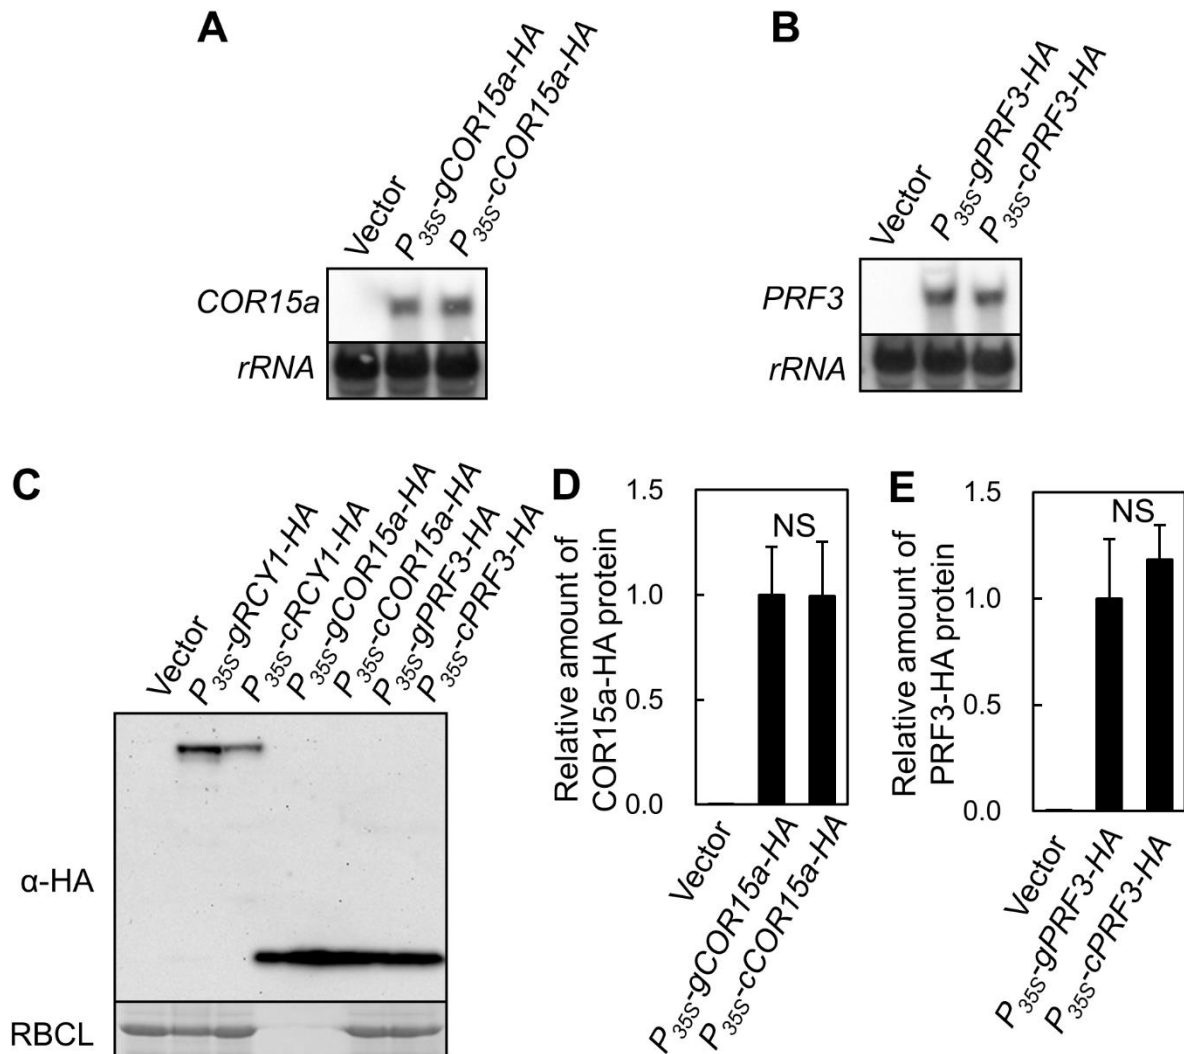 A
Vector
P35S-gCOR15a-HA
P35S-cCOR15a-HA
COR15a
rRNA
B
Vector
P35S-gPRF3-HA
P35S-cPRF3-HA
PRF3
rRNA
C
Vector
P35S-gRCY1-HA
P35S-cRCY1-HA
P35S-gCOR15a-HA
P35S-cCOR15a-HA
P35S-gPRF3-HA
P35S-cPRF3-HA
α-HA
RBCL
D
Relative amount of
COR15a-HA protein
1.5
1.0
0.5
0.0
NS
Vector
P35S-gCOR15a-HA
P35S-cCOR15a-HA
E
Relative amount of
PRF3-HA protein
1.5
1.0
0.5
0.0
NS
Vector
P35S-gPRF3-HA
P35S-cPRF3-HA